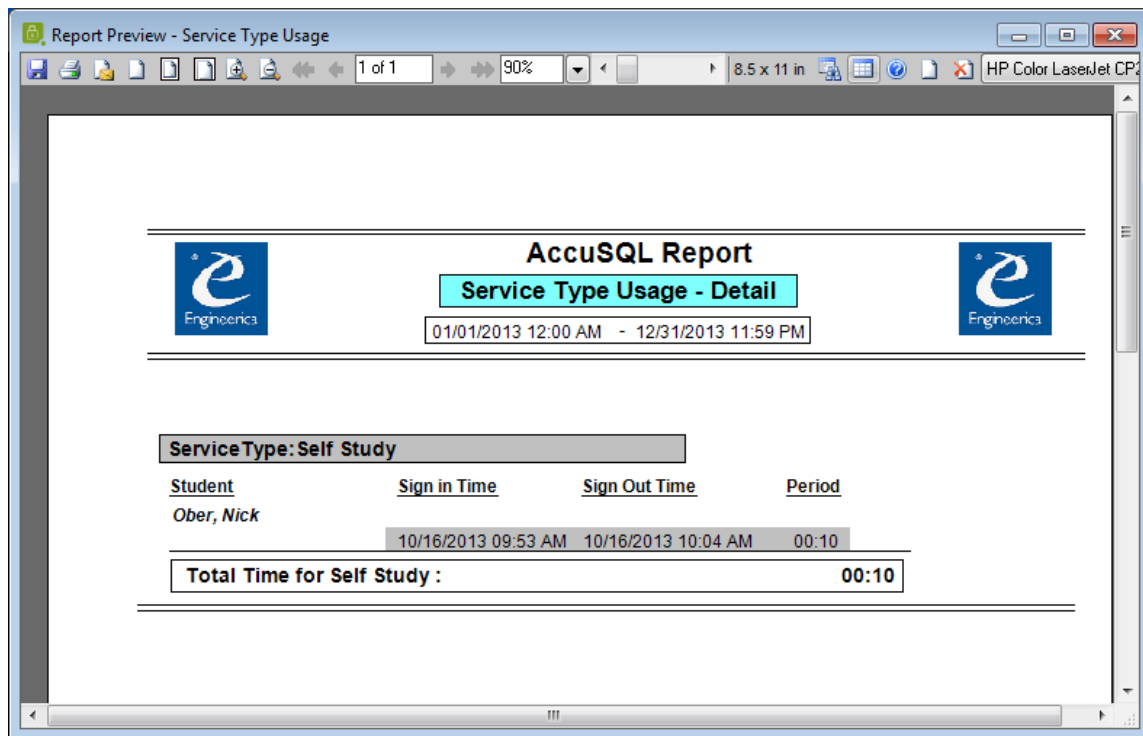 Report Preview - Service Type Usage
1 of 1 90% 8.5 x 11 in HP Color LaserJet CP2
AccuSQL Report
Service Type Usage - Detail
01/01/2013 12:00 AM - 12/31/2013 11:59 PM
Engineerica Engineerica
ServiceType: Self Study
Student Sign in Time Sign Out Time Period
Ober, Nick
10/16/2013 09:53 AM 10/16/2013 10:04 AM 00:10
Total Time for Self Study : 00:10